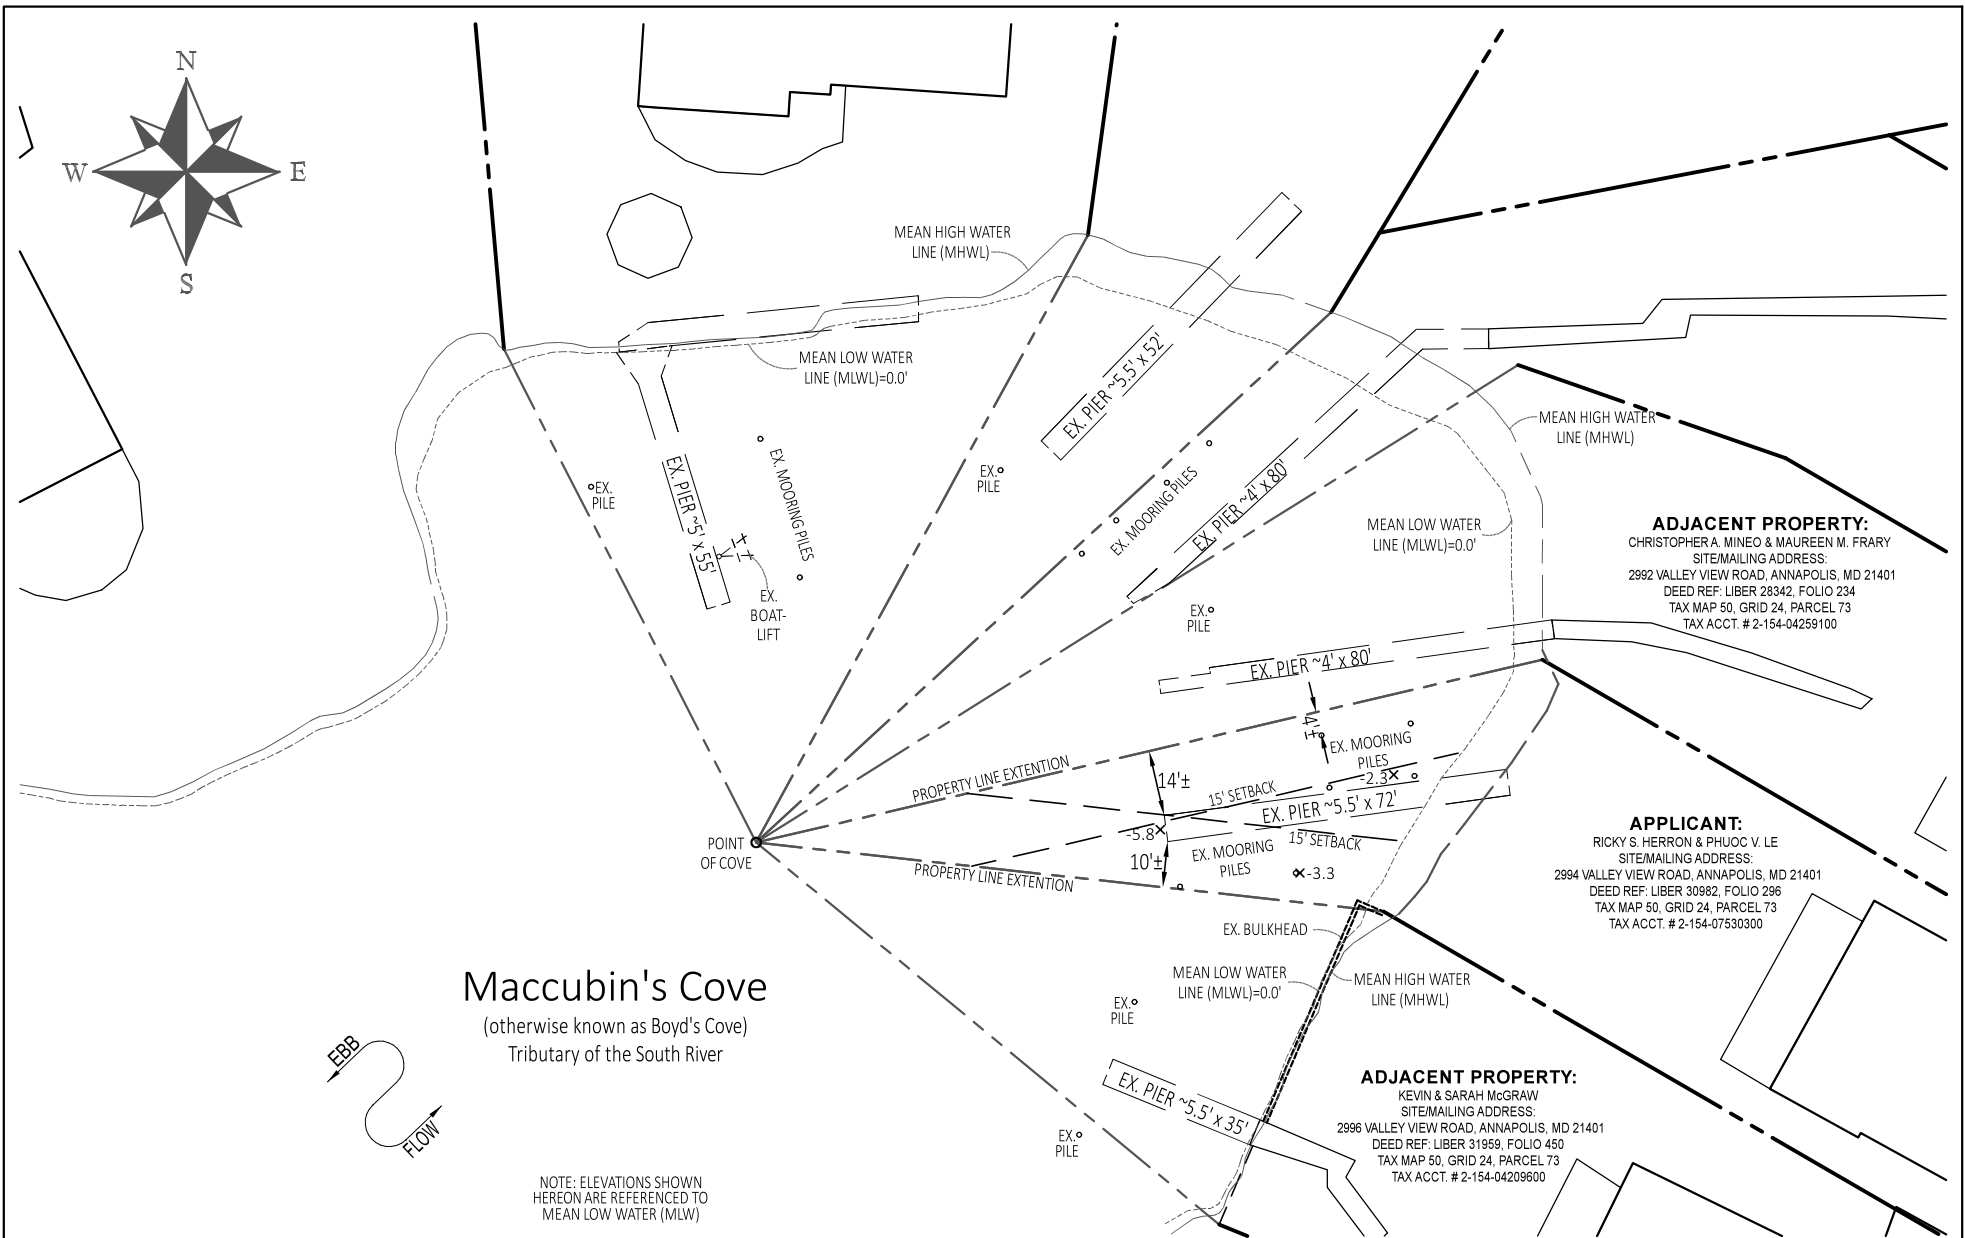 N
W
E
S
MEAN HIGH WATER
LINE (MHWL)
MEAN LOW WATER
LINE (MLWL)=0.0'
EX. PIER ~5.5' x 52'
MEAN HIGH WATER
LINE (MHWL)
EX.
PILE
EX. PIER ~5' x 55'
EX. MOORING PILES
EX.
BOAT-
LIFT
EX.
PILE
EX. MOORING PILES
EX. PIER ~4' x 80'
MEAN LOW WATER
LINE (MLWL)=0.0'
ADJACENT PROPERTY:
CHRISTOPHER A. MINEO & MAUREEN M. FRARY
SITE/MAILING ADDRESS:
2992 VALLEY VIEW ROAD, ANNAPOLIS, MD 21401
DEED REF: LIBER 28342, FOLIO 234
TAX MAP 50, GRID 24, PARCEL 73
TAX ACCT. # 2-154-04259100
EX.
PILE
EX. PIER ~4' x 80'
4'±
EX. MOORING
PILES
-2.3
PROPERTY LINE EXTENTION
14'±
15' SETBACK
EX. PIER ~5.5' x 72'
-5.8
15' SETBACK
POINT
OF COVE
10'±
EX. MOORING
PILES
-3.3
PROPERTY LINE EXTENTION
APPLICANT:
RICKY S. HERRON & PHUOC V. LE
SITE/MAILING ADDRESS:
2994 VALLEY VIEW ROAD, ANNAPOLIS, MD 21401
DEED REF: LIBER 30982, FOLIO 296
TAX MAP 50, GRID 24, PARCEL 73
TAX ACCT. # 2-154-07530300
EX. BULKHEAD
MEAN LOW WATER
LINE (MLWL)=0.0'
MEAN HIGH WATER
LINE (MHWL)
Maccubin's Cove
(otherwise known as Boyd's Cove)
Tributary of the South River
EX.
PILE
EBB
FLOW
EX. PIER ~5.5' x 35'
EX.
PILE
ADJACENT PROPERTY:
KEVIN & SARAH McGRAW
SITE/MAILING ADDRESS:
2996 VALLEY VIEW ROAD, ANNAPOLIS, MD 21401
DEED REF: LIBER 31959, FOLIO 450
TAX MAP 50, GRID 24, PARCEL 73
TAX ACCT. # 2-154-04209600
NOTE: ELEVATIONS SHOWN
HEREON ARE REFERENCED TO
MEAN LOW WATER (MLW)